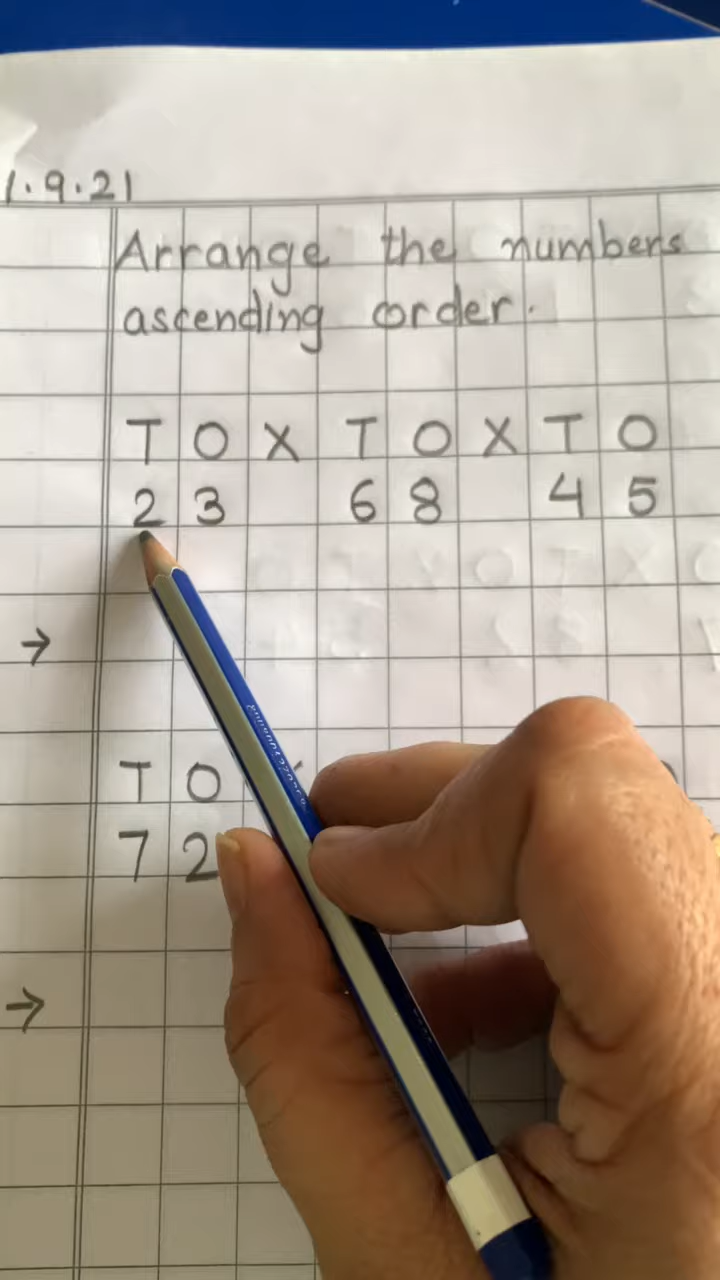 1.9.21
Arrange the numbers
ascending order.
T O X T O X T O
2 3 6 8 4 5
→
T O
7 2
→